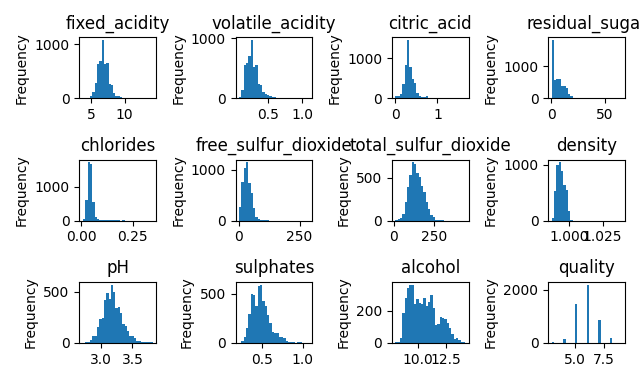 fixed_acidity
volatile_acidity
citric_acid
residual_suga
Frequency
1000
0
5
10
Frequency
1000
0
0.5
1.0
Frequency
1000
0
0
1
Frequency
1000
0
0
50
chlorides
free_sulfur_dioxide
total_sulfur_dioxide
density
Frequency
1000
0
0.00
0.25
Frequency
1000
0
0
250
Frequency
500
0
0
250
Frequency
1000
0
1.000
1.025
pH
sulphates
alcohol
quality
Frequency
500
0
3.0
3.5
Frequency
500
0
0.5
1.0
Frequency
200
0
10.0
12.5
Frequency
2000
0
5.0
7.5